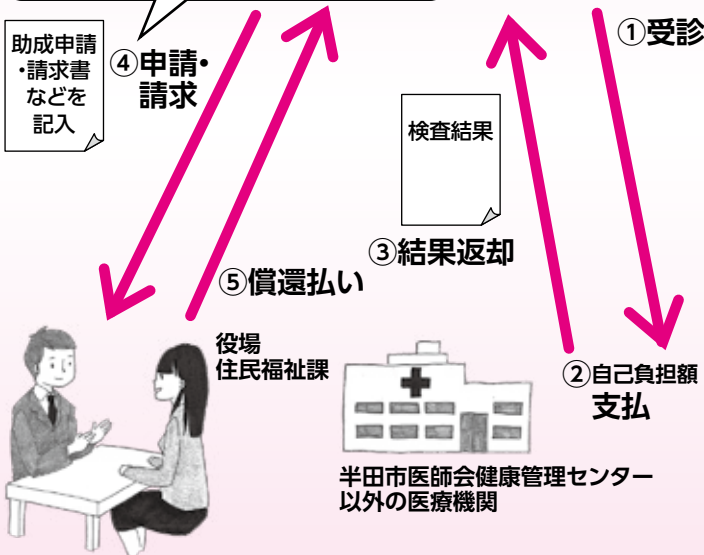 ①受診
助成申請
・請求書
などを
記入
④申請・
請求
検査結果
③結果返却
⑤償還払い
役場
住民福祉課
②自己負担額
支払
半田市医師会健康管理センター
以外の医療機関